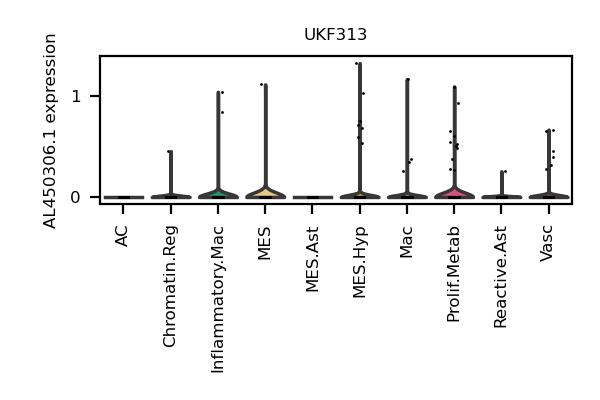 UKF313
AL450306.1 expression
1
0
AC
Chromatin.Reg
Inflammatory.Mac
MES
MES.Ast
MES.Hyp
Mac
Prolif.Metab
Reactive.Ast
Vasc